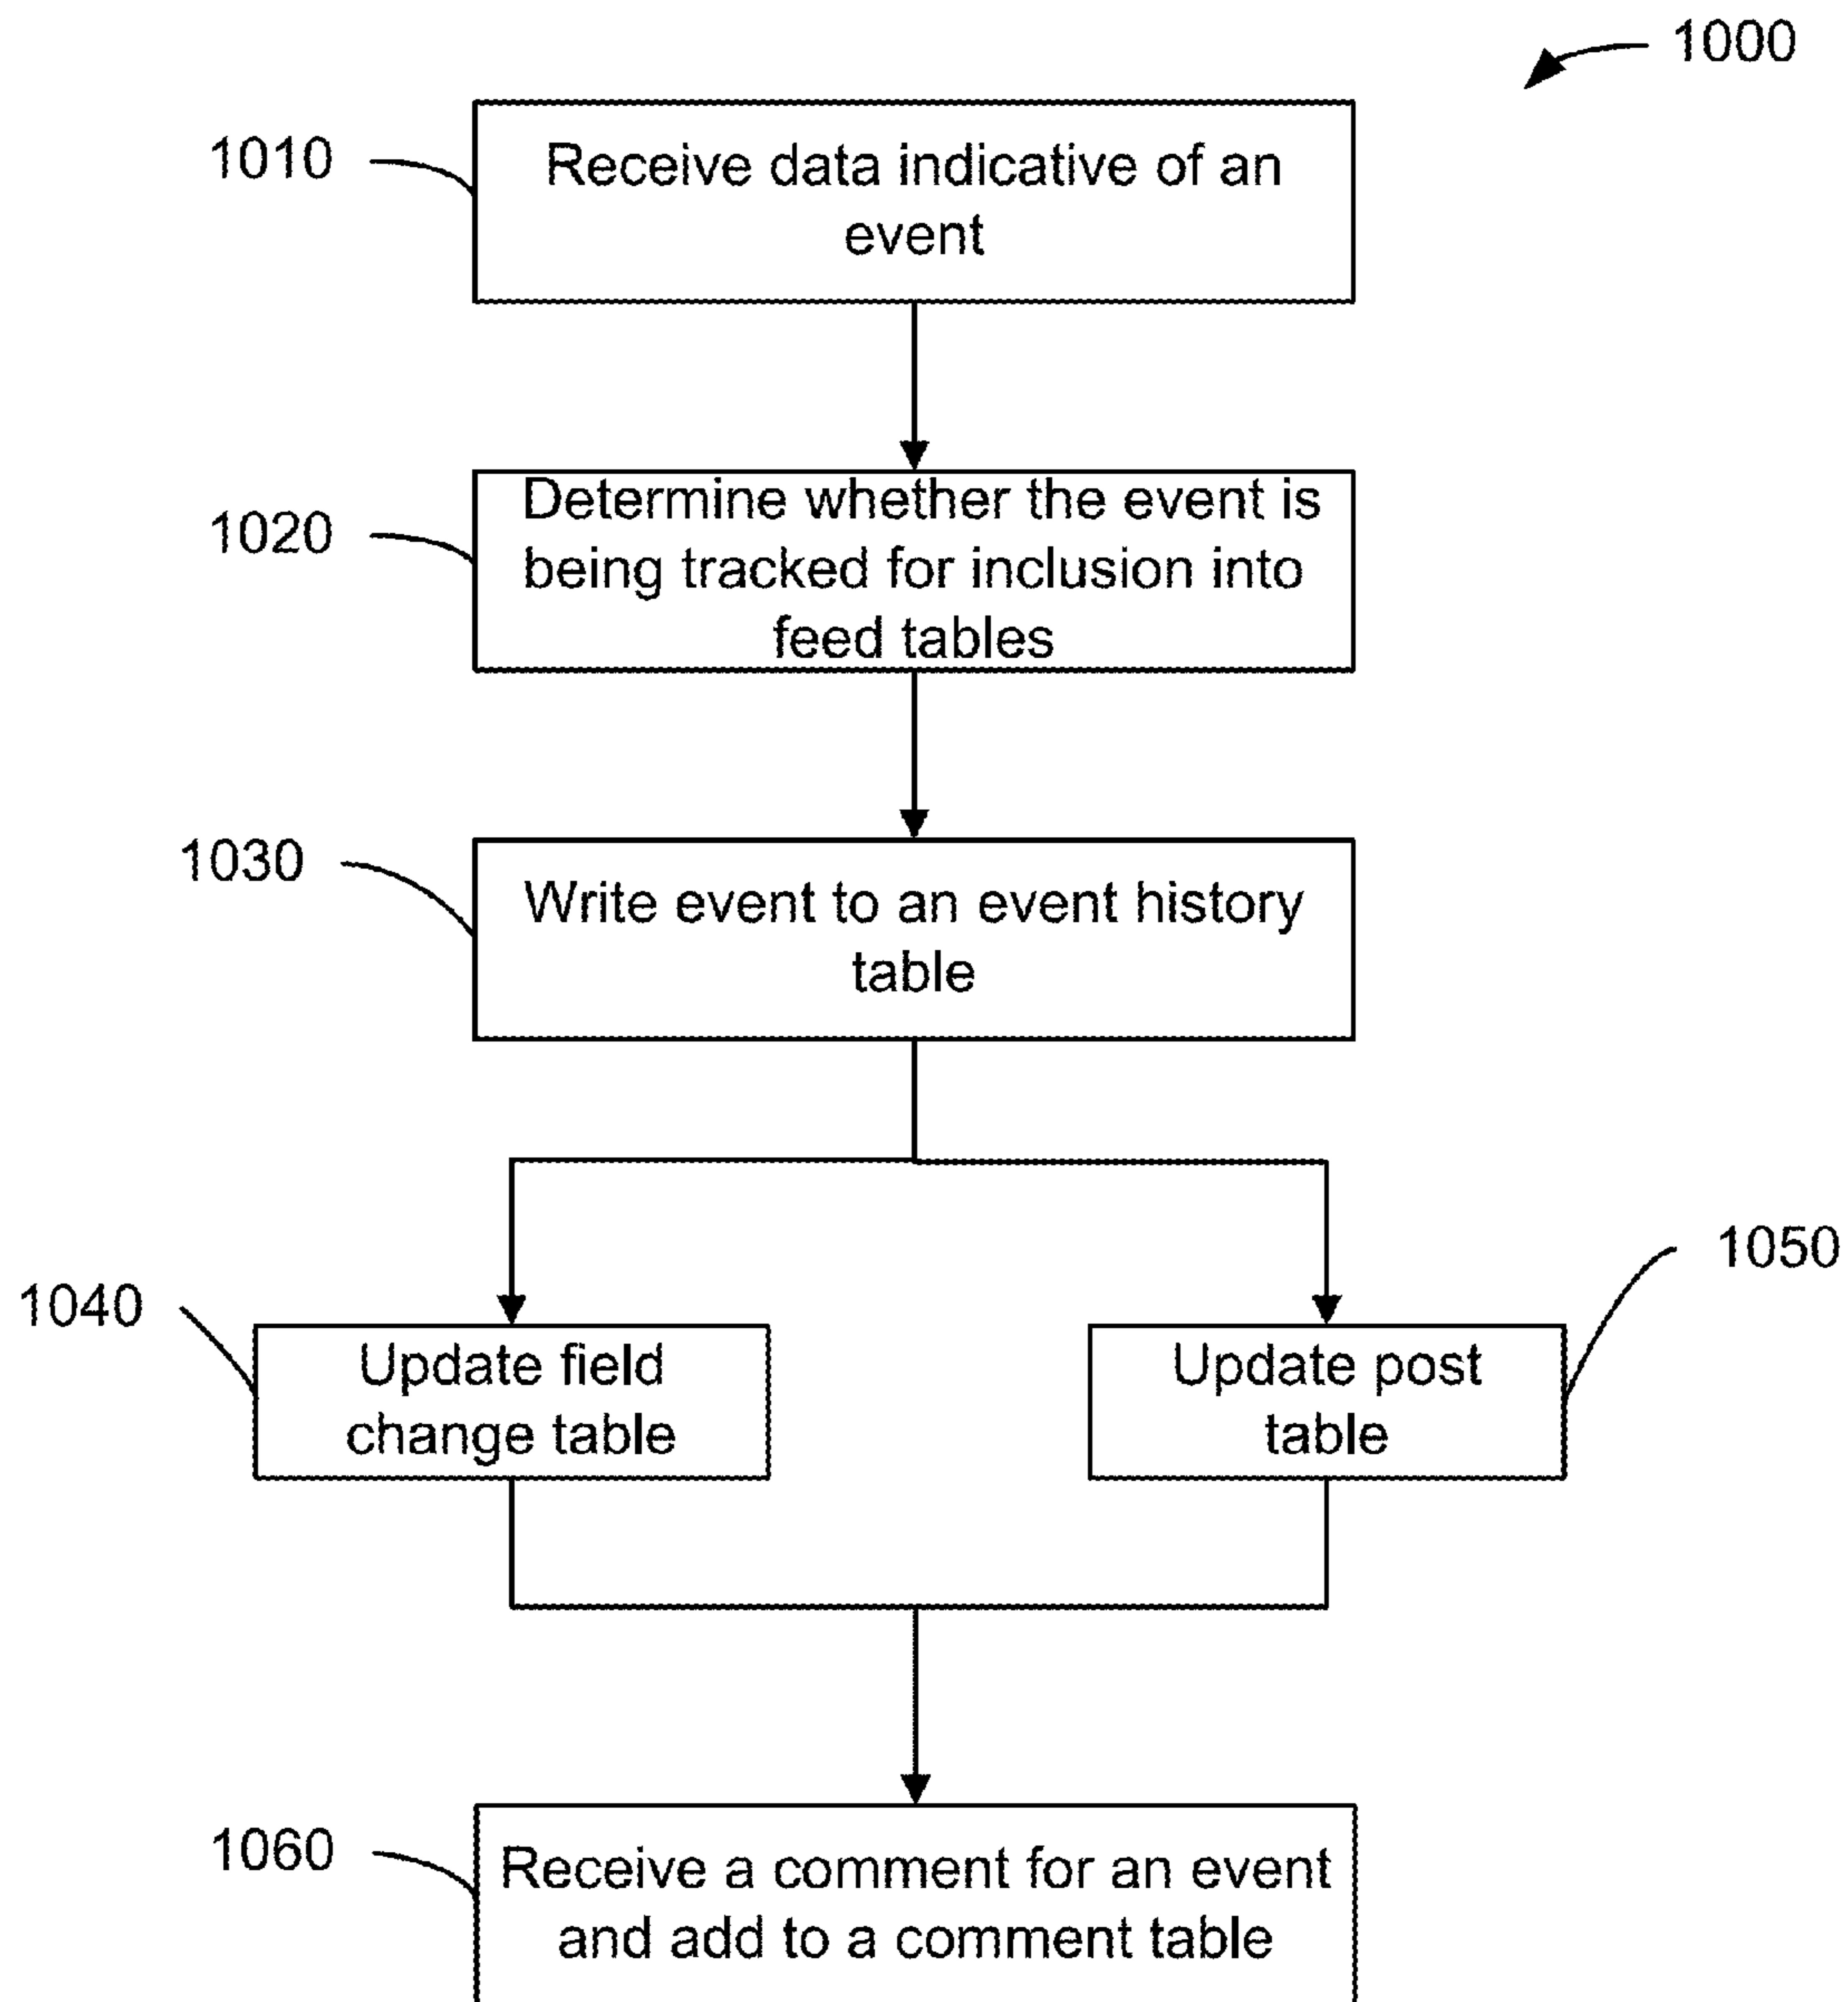 1000
1010
Receive data indicative of an
event
1020
Determine whether the event is
being tracked for inclusion into
feed tables
1030
Write event to an event history
table
1040
Update field
change table
1050
Update post
table
1060
Receive a comment for an event
and add to a comment table